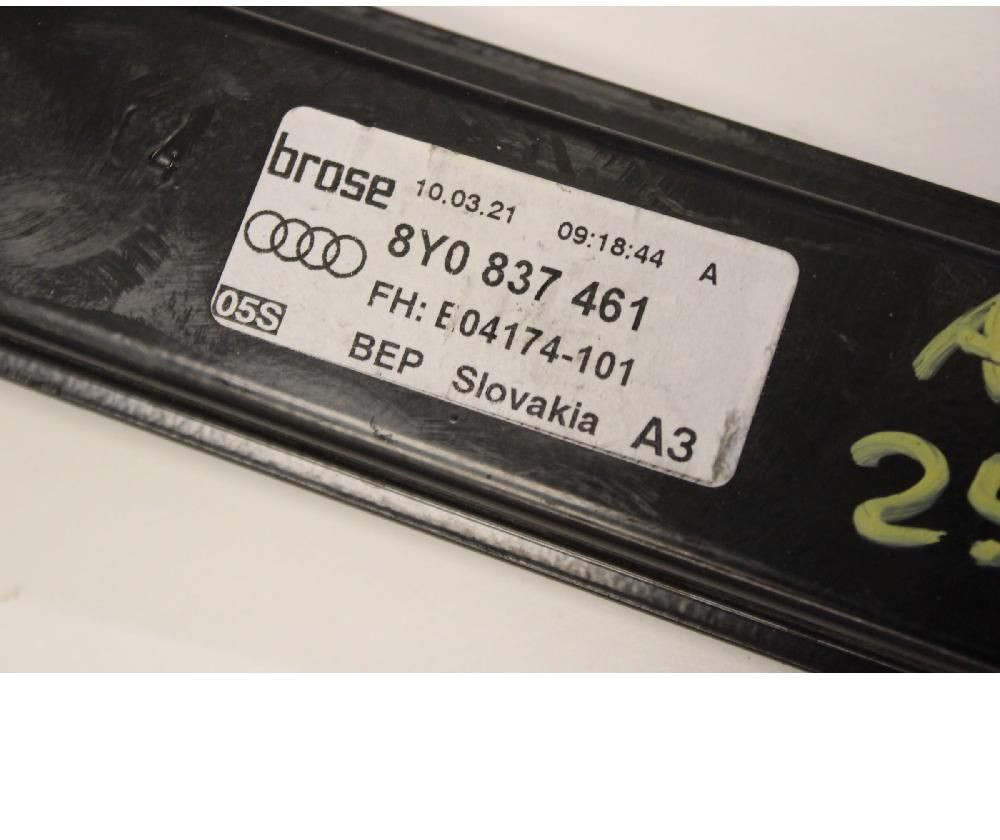 brose 10.03.21 09:18:44 A
8Y0 837 461
FH: E04174-101
05S BEP Slovakia A3